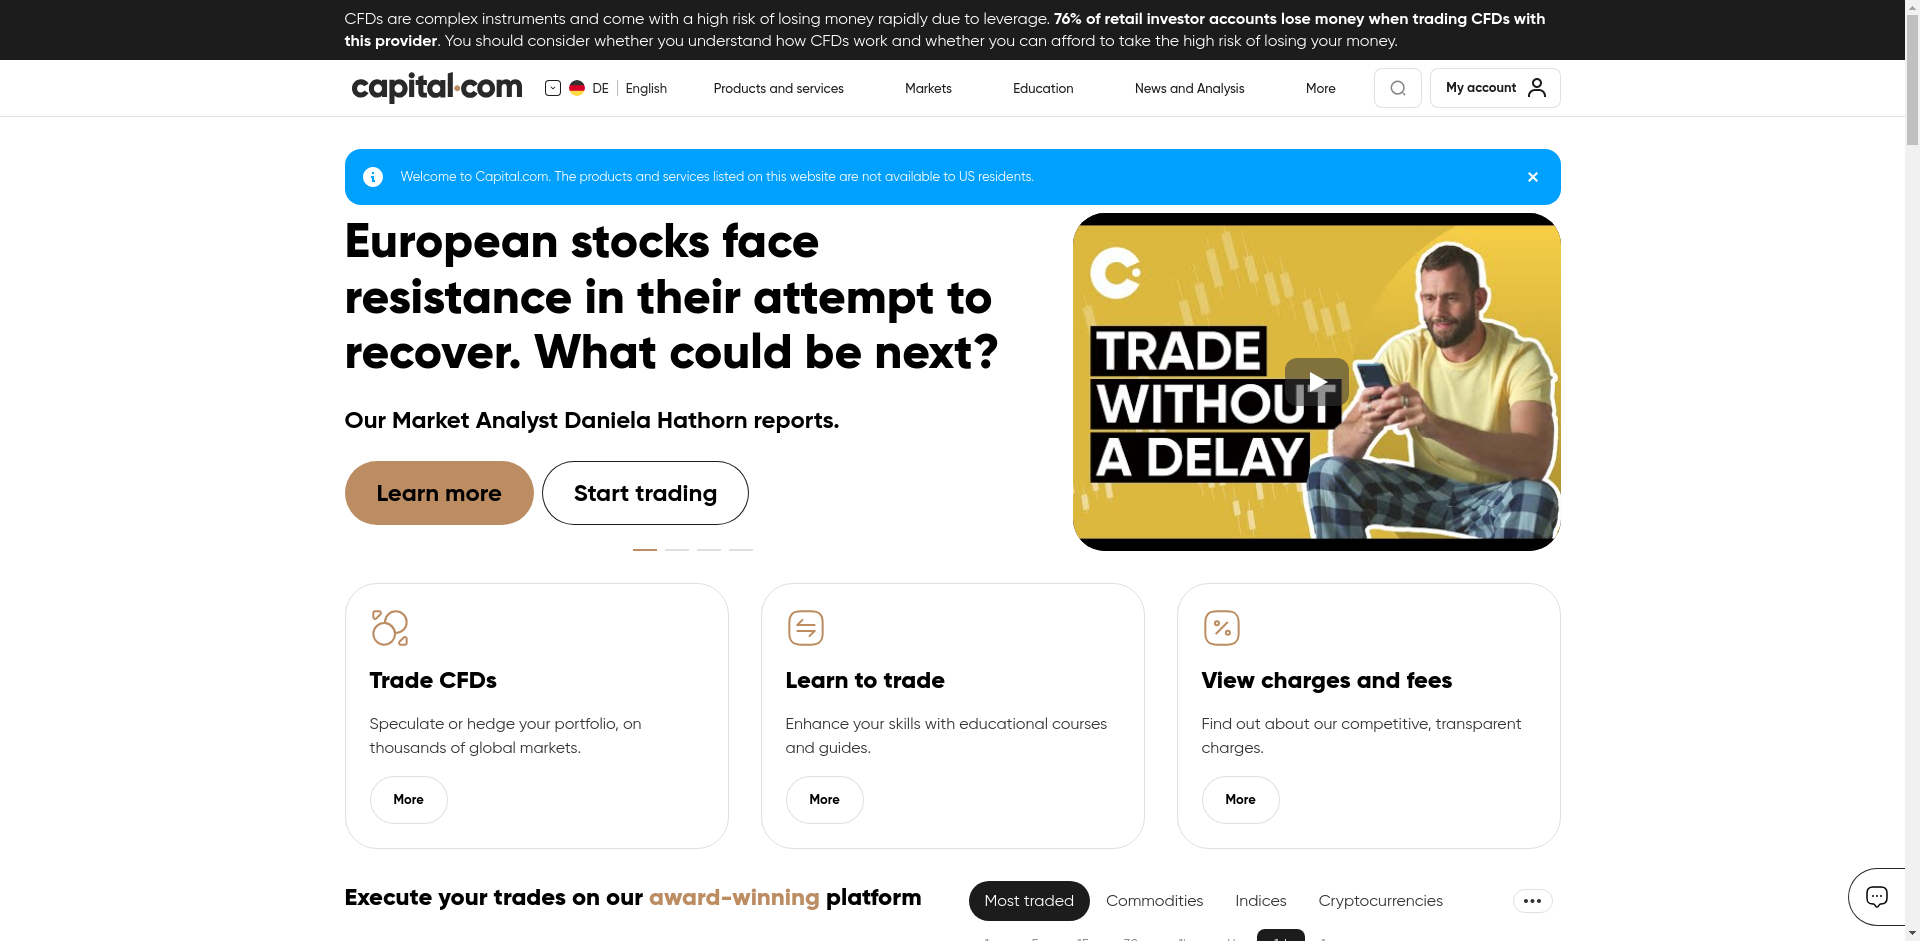 CFDs are complex instruments and come with a high risk of losing money rapidly due to leverage. 76% of retail investor accounts lose money when trading CFDs with
this provider. You should consider whether you understand how CFDs work and whether you can afford to take the high risk of losing your money.
capital.com
DE English
Products and services
Markets
Education
News and Analysis
More
My account
Welcome to Capital.com. The products and services listed on this website are not available to US residents.
European stocks face
resistance in their attempt to
recover. What could be next?
Our Market Analyst Daniela Hathorn reports.
Learn more
Start trading
TRADE
WITHOUT
A DELAY
Trade CFDs
Speculate or hedge your portfolio, on
thousands of global markets.
More
Learn to trade
Enhance your skills with educational courses
and guides.
More
View charges and fees
Find out about our competitive, transparent
charges.
More
Execute your trades on our award-winning platform
Most traded
Commodities
Indices
Cryptocurrencies